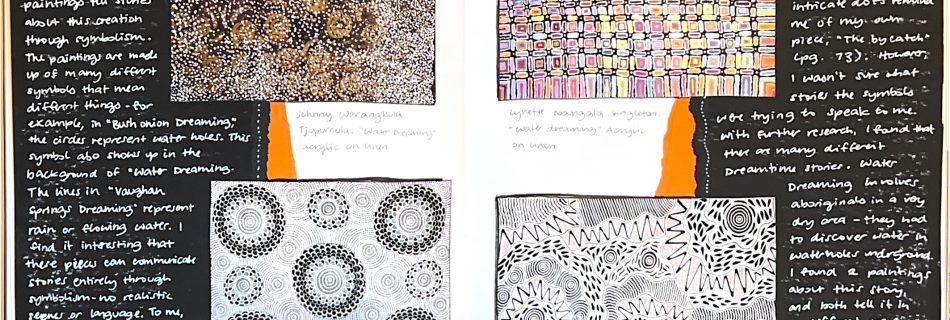 paintings tell stories
about this creation
through symbolism.
The paintings are made
up of many different
symbols that mean
different things - for
example, in "Bush onion Dreaming,"
the circles represent water holes. This
symbol also shows up in the
background of "Water Dreaming.
The lines in "Vaughan
Springs Dreaming" represent
rain or flowing water. I
find it interesting that
these pieces can communicate
stories entirely through
symbolism - no realistic
scenes or language. To me,
Johnny Warangkula
Tjupurrula. "Water Dreaming"
acrylic on linen
Lynette Nangala Singleton.
"Water dreaming" Acrylic
on linen
intricate dots remind
me of my own
piece, "The by catch"
(pg. 73). However,
I wasn't sure what
stories the symbols
were trying to speak to me.
With further research, I found that
there are many different
Dreamtime stories. Water
Dreaming involves
aboriginals in a very
dry area - they had
to discover water in
waterholes underground.
I found 2 paintings
about this story,
and both tell it in